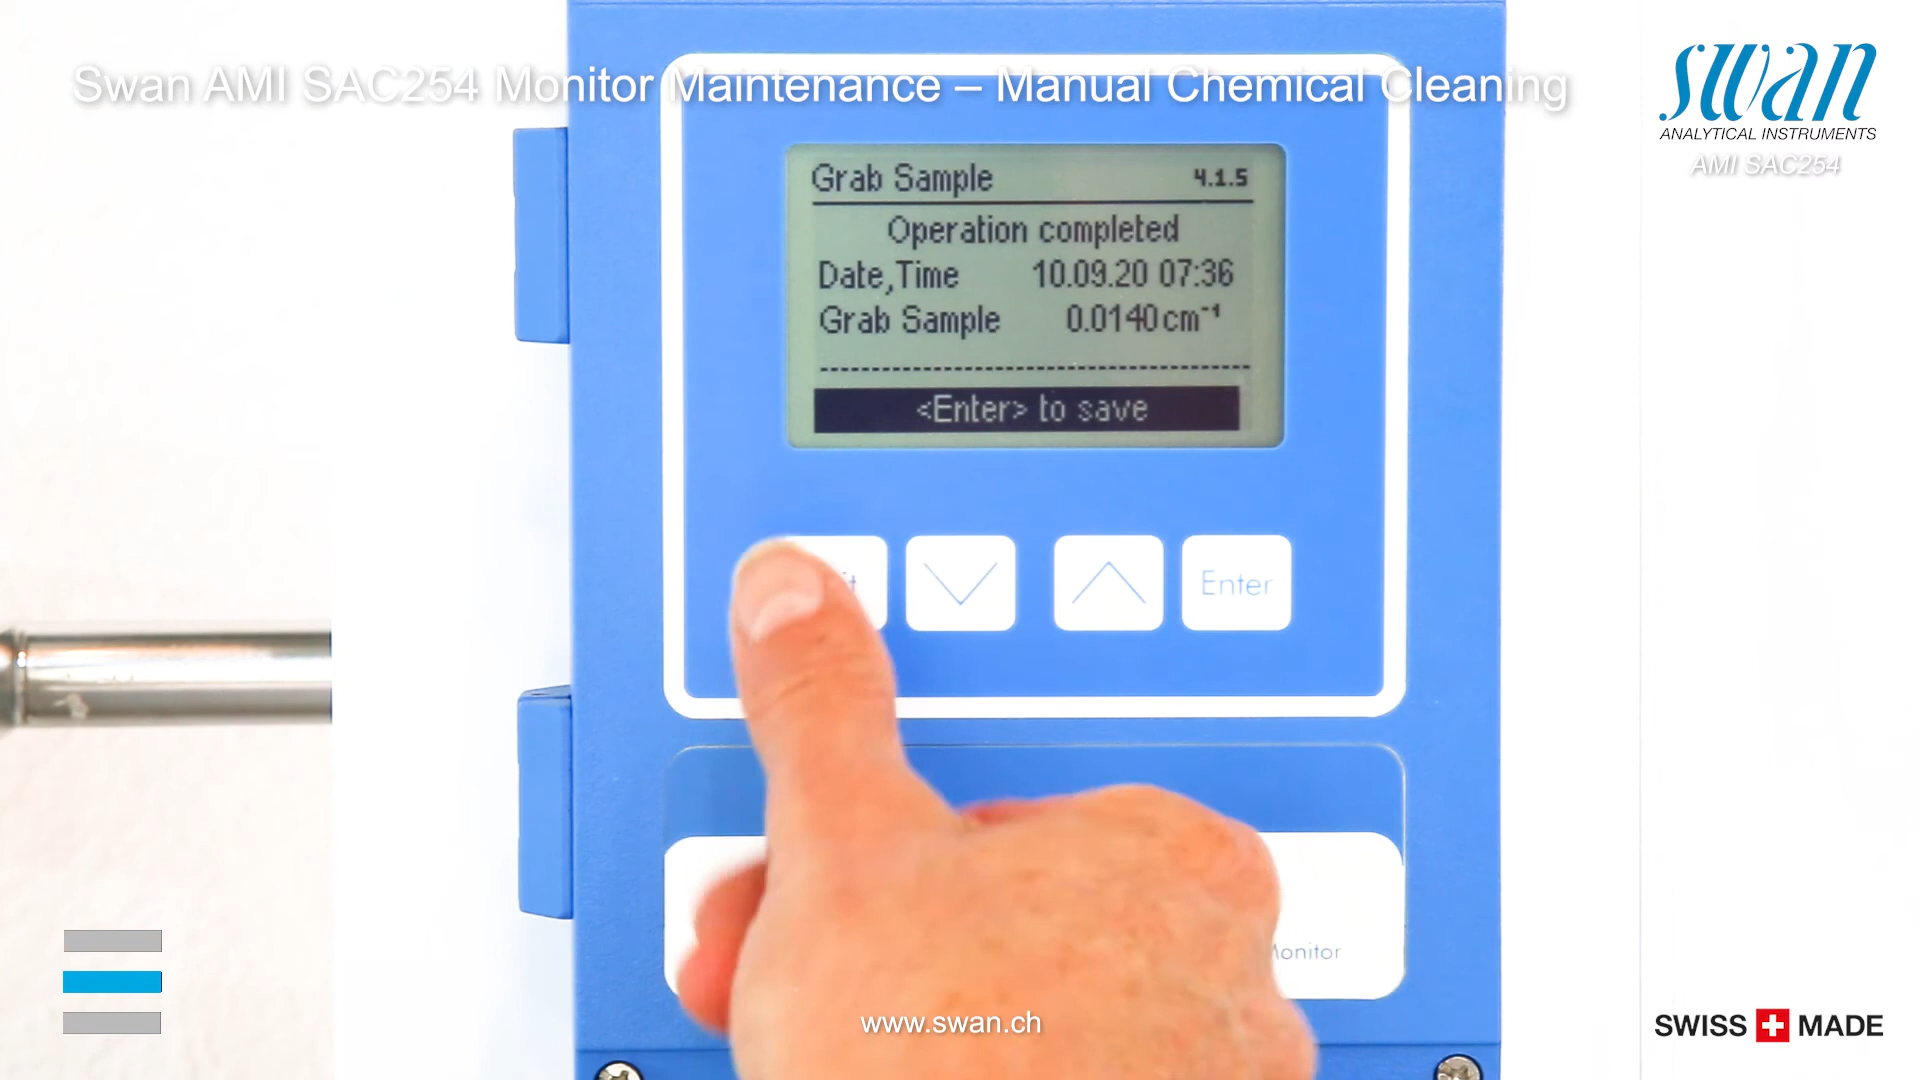 Swan AMI SAC254 Monitor Maintenance – Manual Chemical Cleaning
swan
ANALYTICAL INSTRUMENTS
AMI SAC254
Grab Sample 4.1.5
Operation completed
Date,Time 10.09.20 07:36
Grab Sample 0.0140cm⁻¹
<Enter> to save
Enter
Monitor
www.swan.ch
SWISS MADE